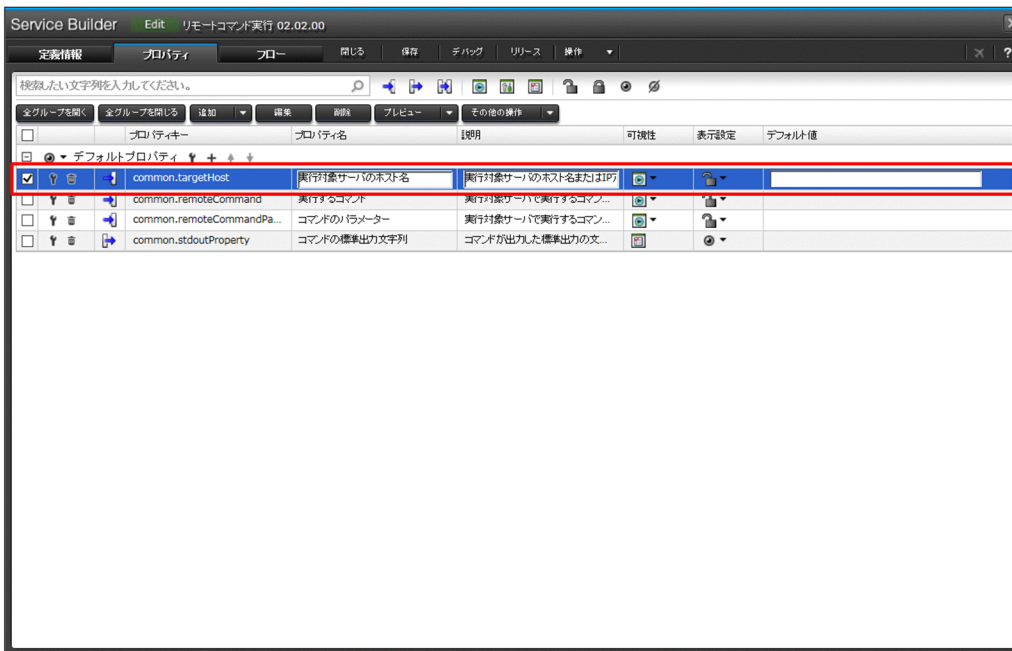 Service Builder Edit リモートコマンド実行 02.02.00
定義情報 プロパティ フロー 閉じる 保存 デバッグ リリース 操作 ?
検索したい文字列を入力してください。
全グループを開く 全グループを閉じる 追加 編集 削除 プレビュー その他の操作
プロパティキー プロパティ名 説明 可視性 表示設定 デフォルト値
デフォルトプロパティ
common.targetHost 実行対象サーバのホスト名 実行対象サーバのホスト名またはIPア
common.remoteCommand 実行するコマンド 実行対象サーバで実行するコマン...
common.remoteCommandPa... コマンドのパラメーター 実行対象サーバで実行するコマン...
common.stdoutProperty コマンドの標準出力文字列 コマンドが出力した標準出力の文...